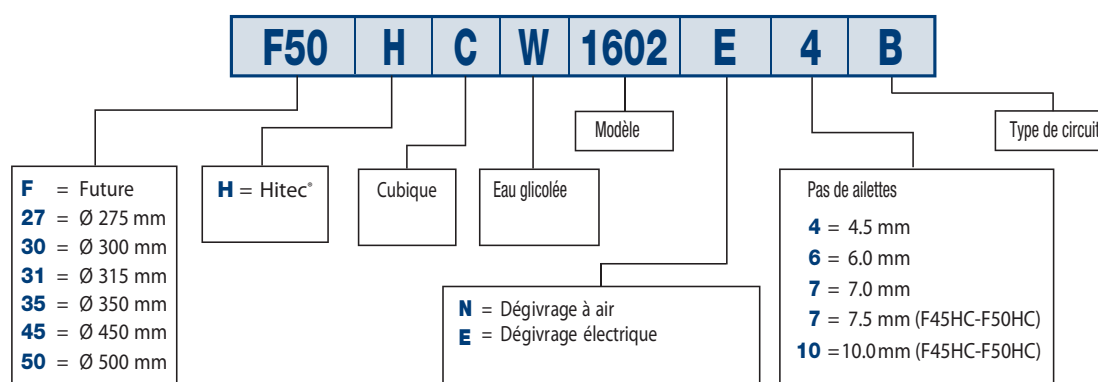 F50 H C W 1602 E 4 B
Modèle
Type de circuit
F = Future
27 = Ø 275 mm
30 = Ø 300 mm
31 = Ø 315 mm
35 = Ø 350 mm
45 = Ø 450 mm
50 = Ø 500 mm
H = Hitec®
Cubique
Eau glicolée
N = Dégivrage à air
E = Dégivrage électrique
Pas de ailettes
4 = 4.5 mm
6 = 6.0 mm
7 = 7.0 mm
7 = 7.5 mm (F45HC-F50HC)
10 =10.0 mm (F45HC-F50HC)